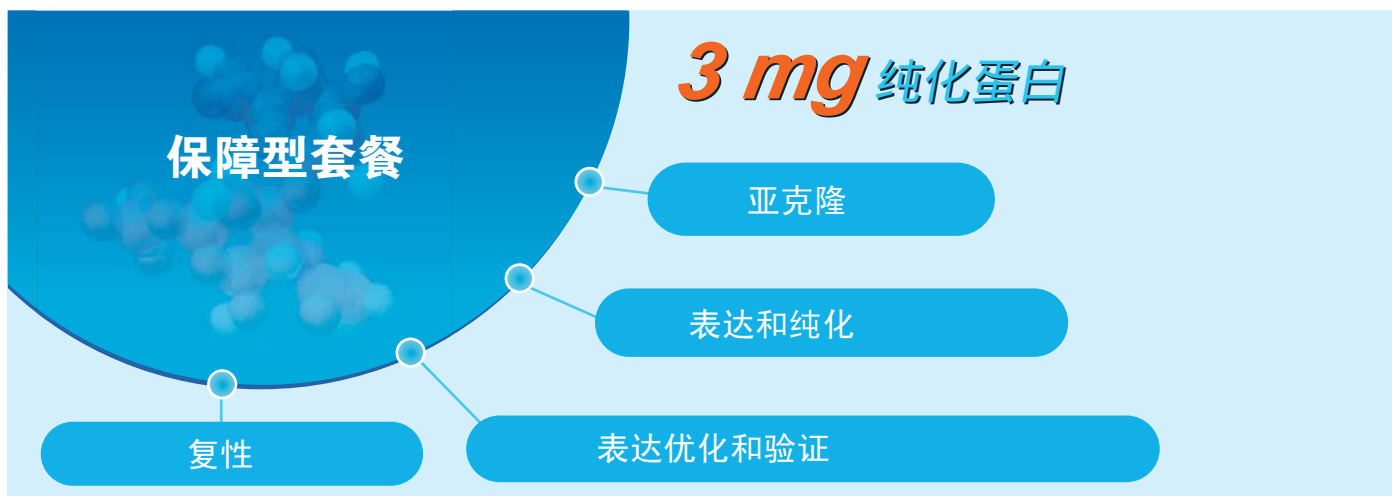 3 mg 纯化蛋白
保障型套餐
亚克隆
表达和纯化
表达优化和验证
复性